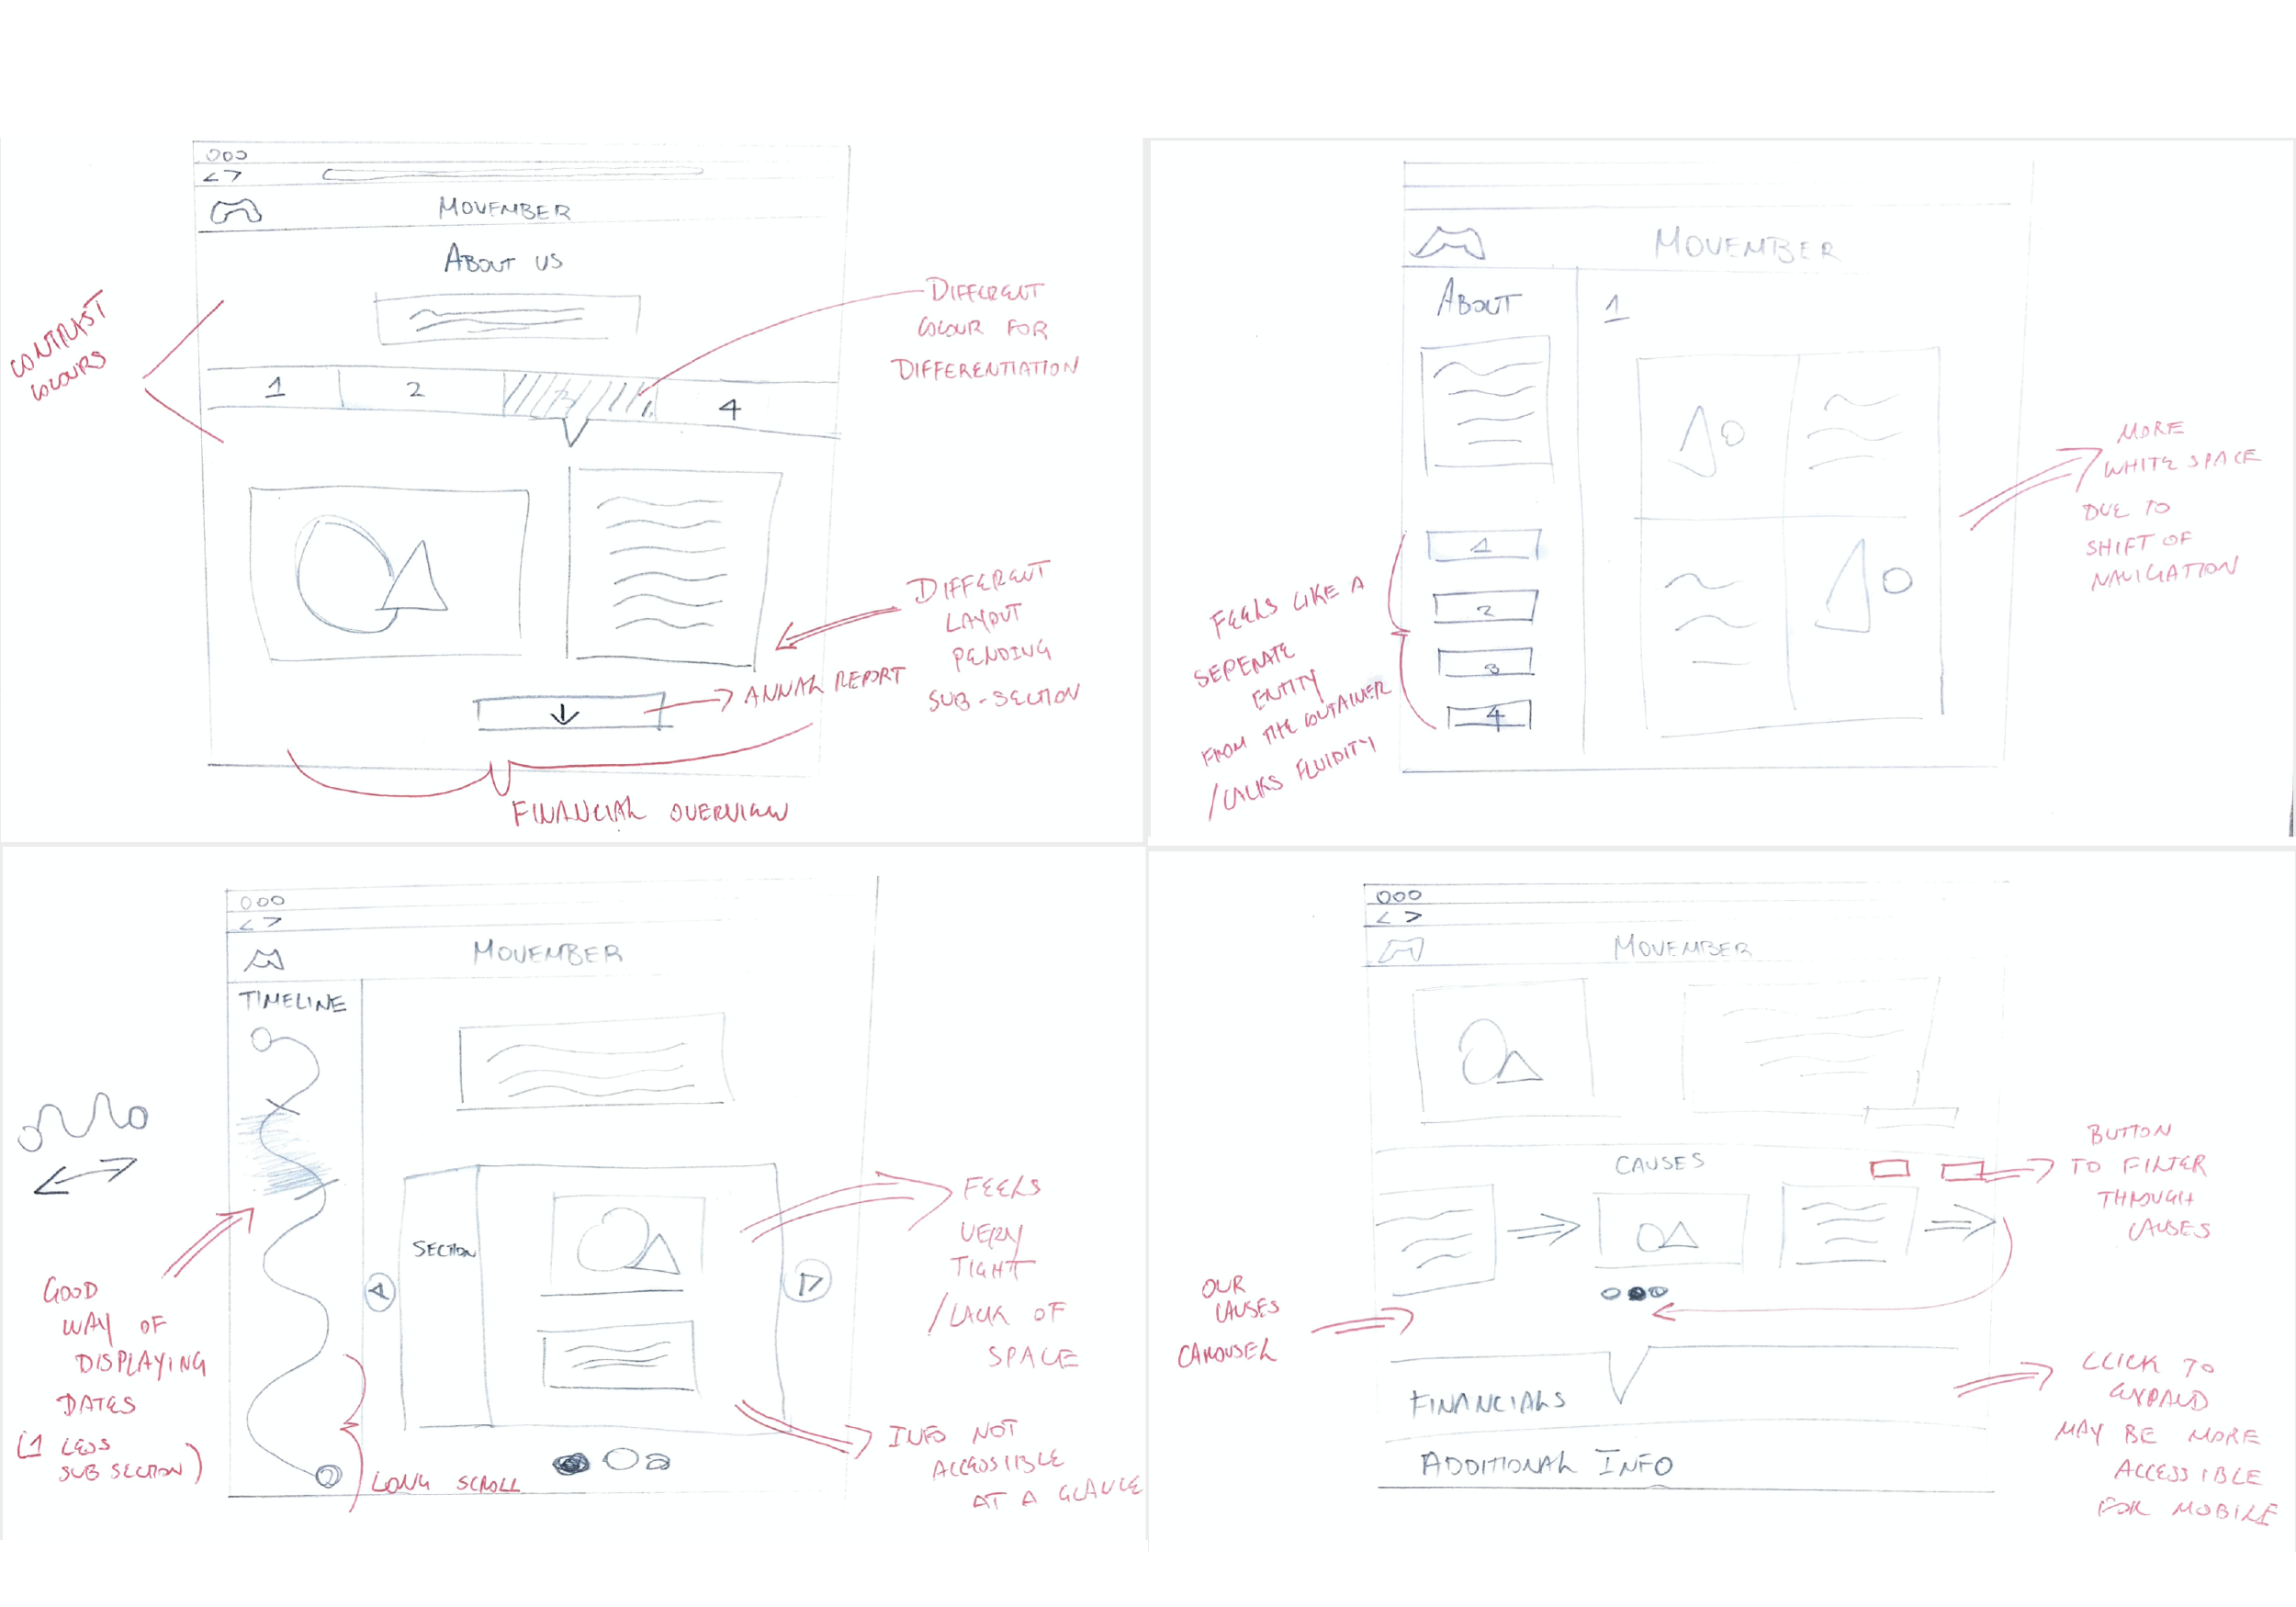 MOVEMBER
ABOUT US
1
2
3
4
CONTRAST
COLOURS
DIFFERENT
COLOUR FOR
DIFFERENTIATION
DIFFERENT
LAYOUT
PENDING
SUB-SECTION
ANNAL REPORT
FINANCIAL OVERVIEW
MOVEMBER
ABOUT
1
1
2
3
4
FEELS LIKE A
SEPERATE
ENTITY
FROM THE CONTAINER
/LACKS FLUIDITY
MORE
WHITE SPACE
DUE TO
SHIFT OF
NAVIGATION
MOVEMBER
TIMELINE
SECTION
GOOD
WAY OF
DISPLAYING
DATES
(1 LESS
SUB SECTION)
LONG SCROLL
FEELS
VERY
TIGHT
/LACK OF
SPACE
INFO NOT
ACCESSIBLE
AT A GLANCE
MOVEMBER
CAUSES
BUTTON
TO FILTER
THROUGH
CAUSES
OUR
CAUSES
CAROUSEL
FINANCIALS
ADDITIONAL INFO
CLICK TO
EXPAND
MAY BE MORE
ACCESSIBLE
FOR MOBILE